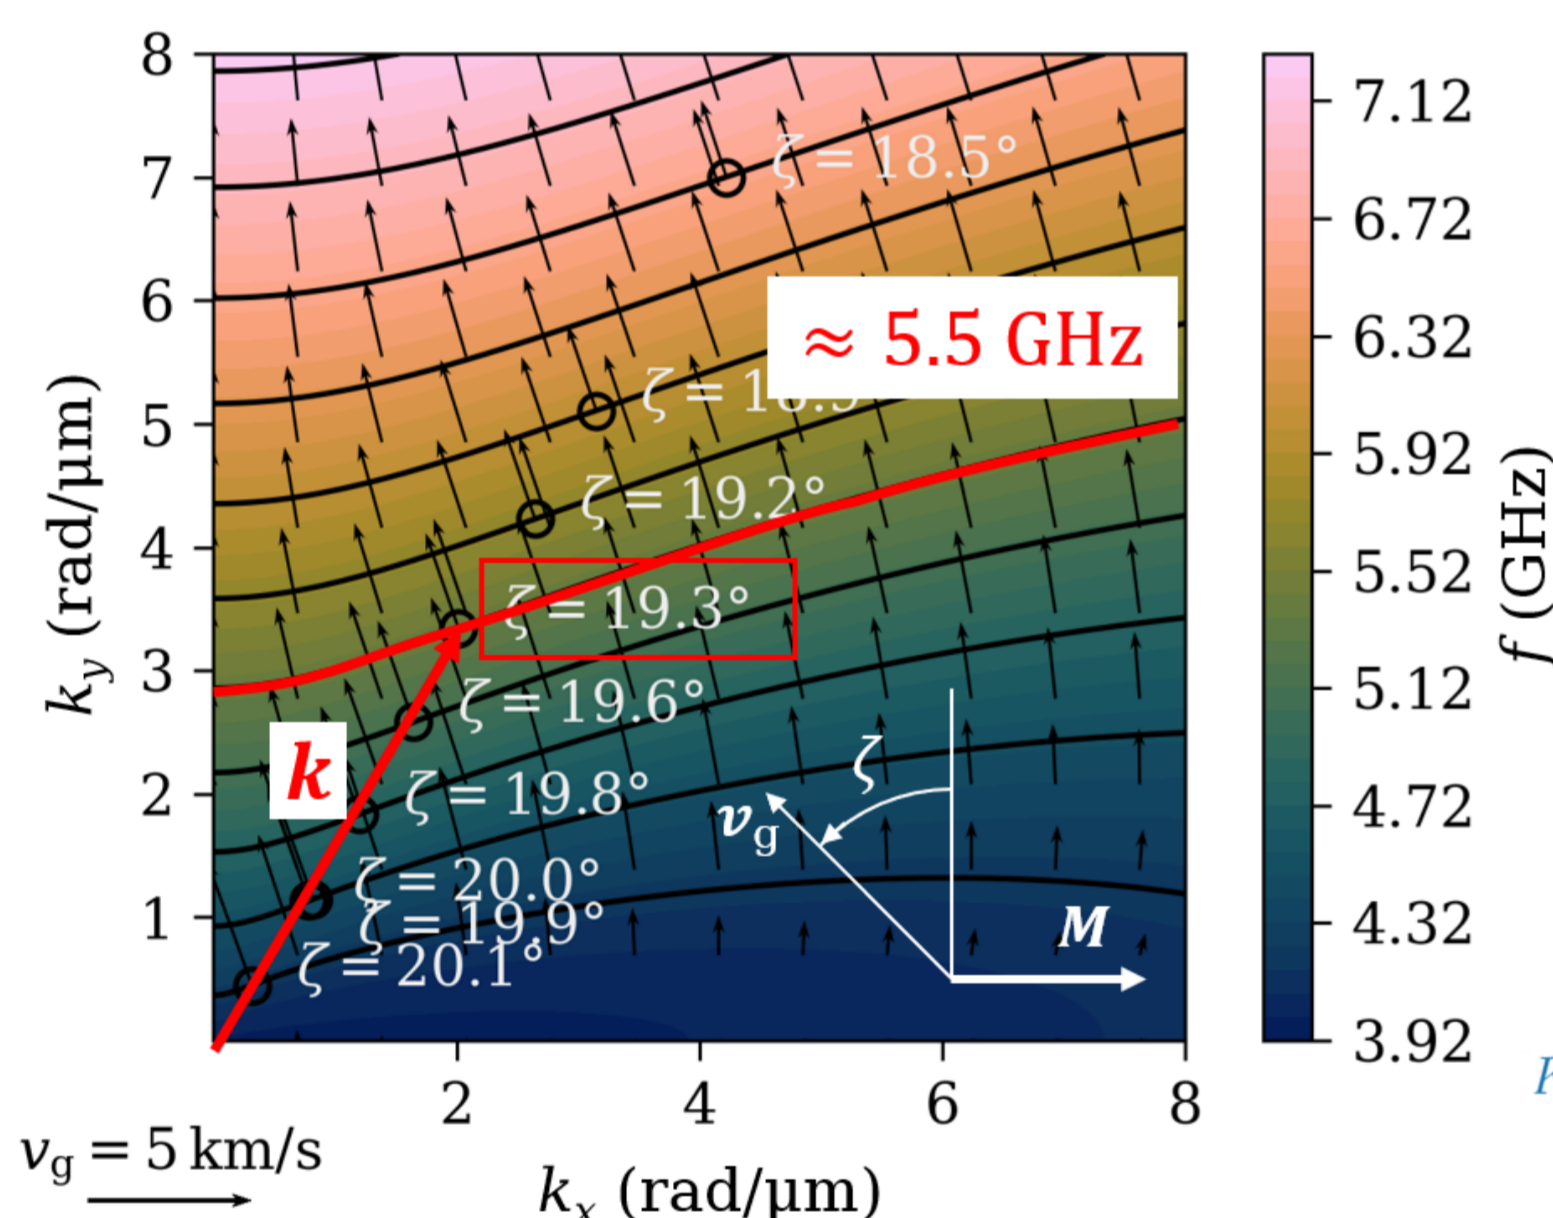 8
7
6
5
4
3
2
1
k_y (rad/μm)
ζ = 18.5°
≈ 5.5 GHz
ζ = 18.9
ζ = 19.2°
ζ = 19.3°
ζ = 19.6°
ζ = 19.8°
ζ = 20.0°
ζ = 19.9°
ζ = 20.1°
k
ζ
v_g
M
2
4
6
8
k_x (rad/μm)
v_g = 5 km/s
7.12
6.72
6.32
5.92
5.52
5.12
4.72
4.32
3.92
f (GHz)